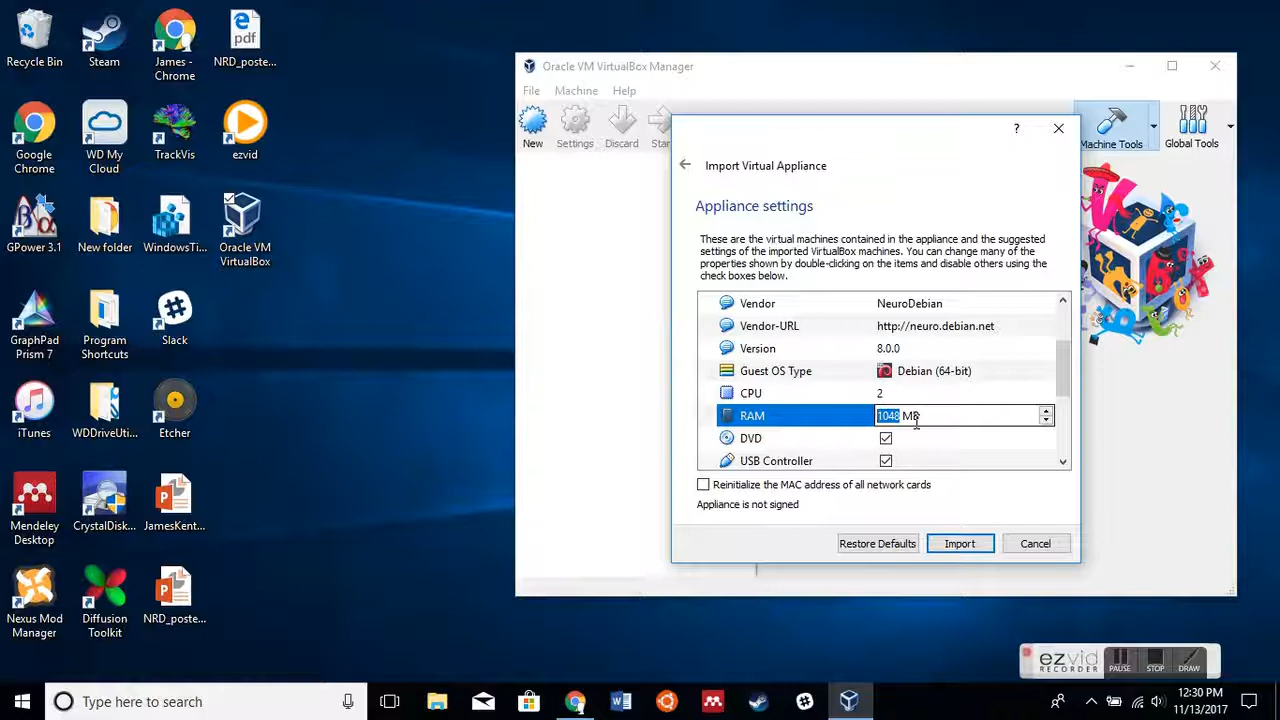 Recycle Bin
Steam
James -
Chrome
NRD_poste...
pdf
Google
Chrome
WD My
Cloud
TrackVis
ezvid
GPower 3.1
New folder
WindowsTi...
Oracle VM
VirtualBox
GraphPad
Prism 7
Program
Shortcuts
Slack
iTunes
WDDriveUti...
Etcher
Mendeley
Desktop
CrystalDisk...
JamesKent...
Nexus Mod
Manager
Diffusion
Toolkit
NRD_poste...
Oracle VM VirtualBox Manager
File Machine Help
New Settings Discard Star
Machine Tools Global Tools
?
Import Virtual Appliance
Appliance settings
These are the virtual machines contained in the appliance and the suggested
settings of the imported VirtualBox machines. You can change many of the
properties shown by double-clicking on the items and disable others using the
check boxes below.
Vendor NeuroDebian
Vendor-URL http://neuro.debian.net
Version 8.0.0
Guest OS Type Debian (64-bit)
CPU 2
RAM 1048 MB
DVD
USB Controller
Reinitialize the MAC address of all network cards
Appliance is not signed
Restore Defaults Import Cancel
ezvid
RECORDER
PAUSE STOP DRAW
Type here to search
12:30 PM
11/13/2017